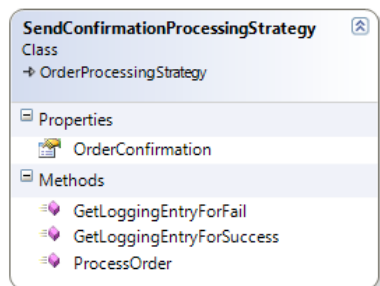 SendConfirmationProcessingStrategy
Class
OrderProcessingStrategy
Properties
OrderConfirmation
Methods
GetLoggingEntryForFail
GetLoggingEntryForSuccess
ProcessOrder